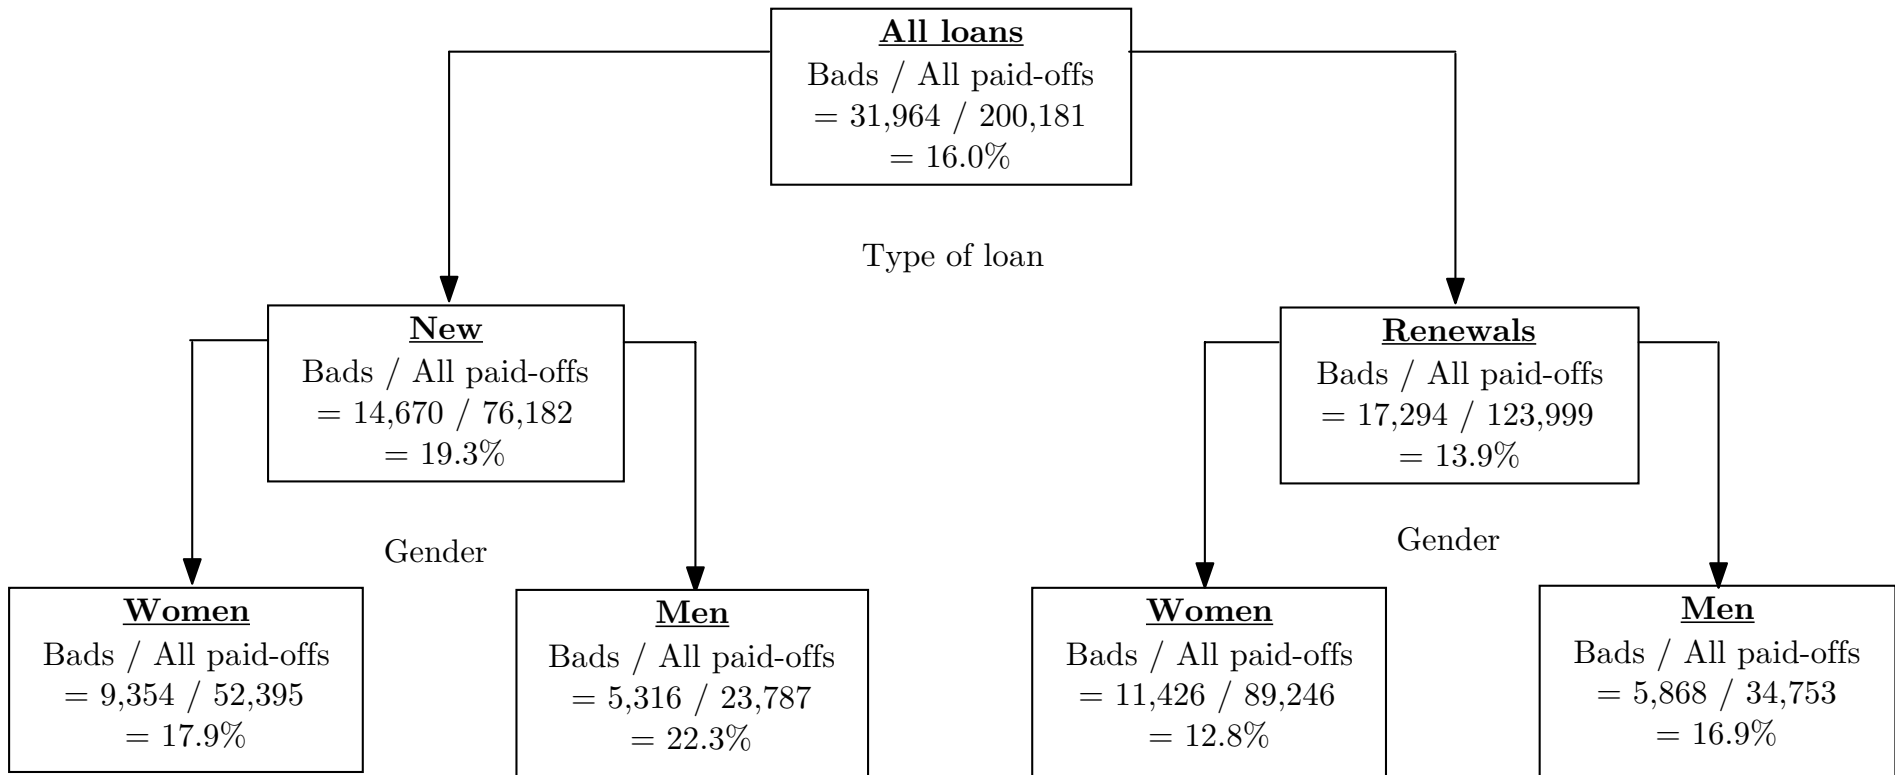 All loans
Bads / All paid-offs
= 31,964 / 200,181
= 16.0%
Type of loan
New
Bads / All paid-offs
= 14,670 / 76,182
= 19.3%
Renewals
Bads / All paid-offs
= 17,294 / 123,999
= 13.9%
Gender
Gender
Women
Bads / All paid-offs
= 9,354 / 52,395
= 17.9%
Men
Bads / All paid-offs
= 5,316 / 23,787
= 22.3%
Women
Bads / All paid-offs
= 11,426 / 89,246
= 12.8%
Men
Bads / All paid-offs
= 5,868 / 34,753
= 16.9%